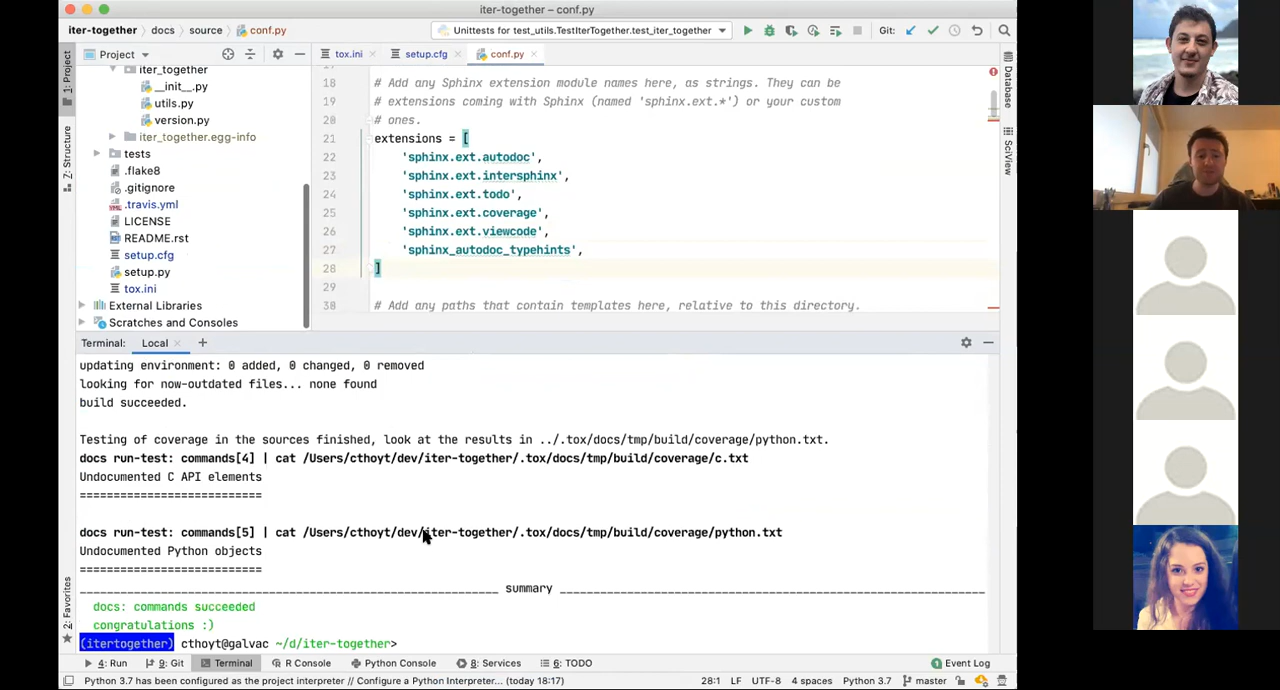 iter-together – conf.py
iter-together docs source conf.py
Unittests for test_utils.TestIterTogether.test_iter_together
Git:
Project
tox.ini
setup.cfg
conf.py
1: Project
Z: Structure
2: Favorites
Database
SciView
iter_together
__init__.py
utils.py
version.py
iter_together.egg-info
tests
.flake8
.gitignore
.travis.yml
LICENSE
README.rst
setup.cfg
setup.py
tox.ini
External Libraries
Scratches and Consoles
18 # Add any Sphinx extension module names here, as strings. They can be
19 # extensions coming with Sphinx (named 'sphinx.ext.*') or your custom
20 # ones.
21 extensions = [
22 'sphinx.ext.autodoc',
23 'sphinx.ext.intersphinx',
24 'sphinx.ext.todo',
25 'sphinx.ext.coverage',
26 'sphinx.ext.viewcode',
27 'sphinx_autodoc_typehints',
28 ]
29
30 # Add any paths that contain templates here, relative to this directory.
Terminal: Local
updating environment: 0 added, 0 changed, 0 removed
looking for now-outdated files... none found
build succeeded.
Testing of coverage in the sources finished, look at the results in ../.tox/docs/tmp/build/coverage/python.txt.
docs run-test: commands[4] | cat /Users/cthoyt/dev/iter-together/.tox/docs/tmp/build/coverage/c.txt
Undocumented C API elements
===========================
docs run-test: commands[5] | cat /Users/cthoyt/dev/iter-together/.tox/docs/tmp/build/coverage/python.txt
Undocumented Python objects
===========================
summary
docs: commands succeeded
congratulations :)
(itertogether) cthoyt@galvac ~/d/iter-together>
4: Run 9: Git Terminal R Console Python Console 8: Services 6: TODO Event Log
Python 3.7 has been configured as the project interpreter // Configure a Python Interpreter... (today 18:17) 28:1 LF UTF-8 4 spaces Python 3.7 master